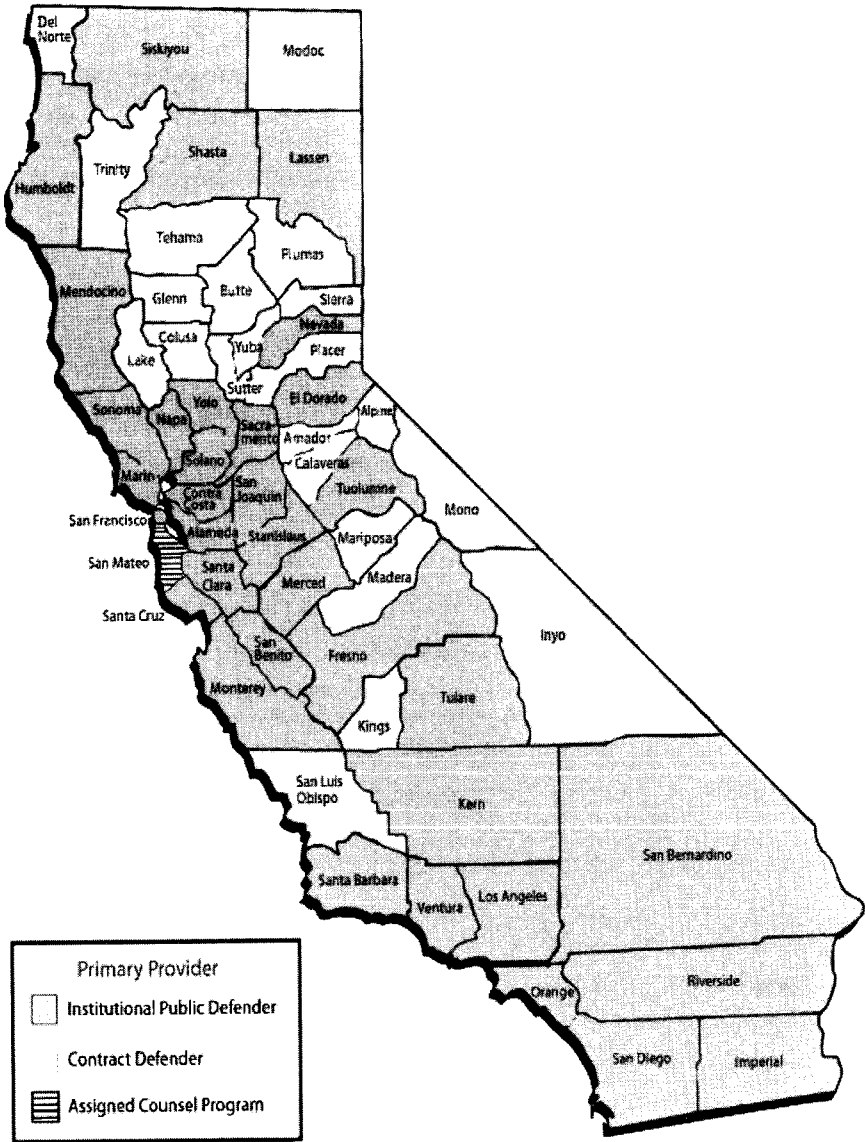 Del
Norte
Siskiyou
Modoc
Humboldt
Trinity
Shasta
Lassen
Tehama
Plumas
Mendocino
Glenn
Butte
Sierra
Nevada
Colusa
Yuba
Placer
Lake
Sutter
Sonoma
Napa
Yolo
El Dorado
Sacra-
mento
Alpine
Amador
Solano
Calaveras
Marin
Contra
Costa
San
Joaquin
Tuolumne
Mono
San Francisco
Alameda
Stanislaus
Mariposa
San Mateo
Santa
Clara
Merced
Madera
Santa Cruz
San
Benito
Fresno
Inyo
Monterey
Tulare
Kings
San Luis
Obispo
Kern
San Bernardino
Santa Barbara
Ventura
Los Angeles
Orange
Riverside
San Diego
Imperial
Primary Provider
Institutional Public Defender
Contract Defender
Assigned Counsel Program